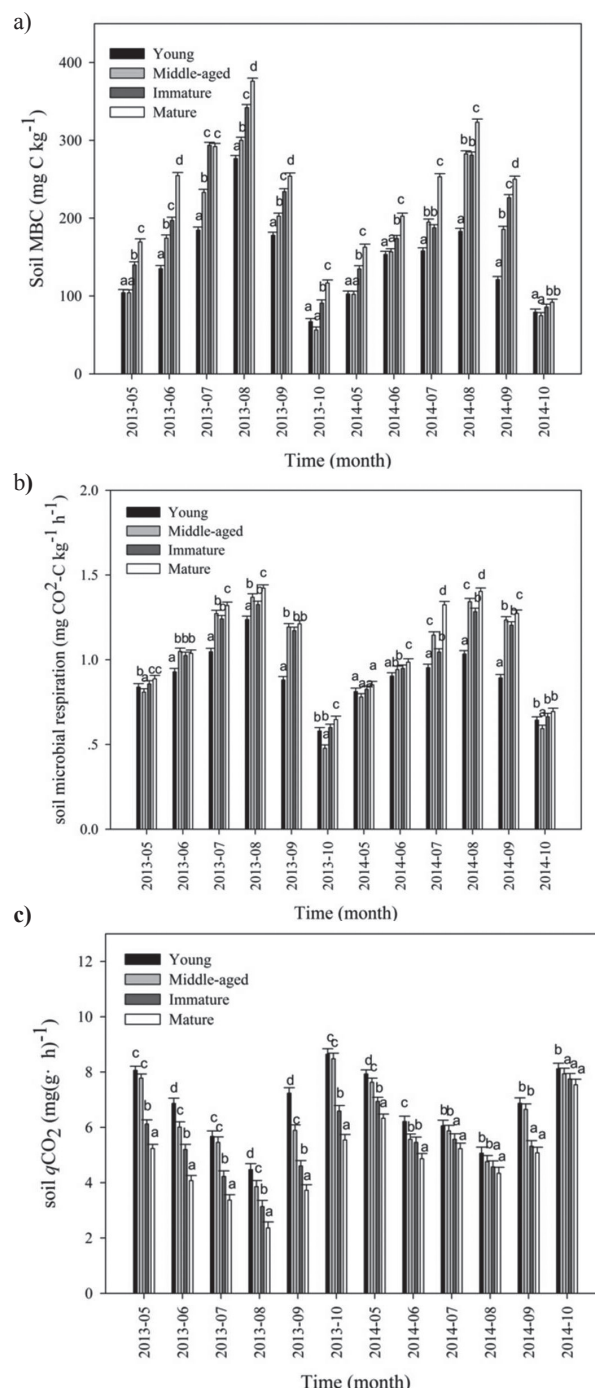 a)
Young
Middle-aged
Immature
Mature
Soil MBC (mg C kg-1)
400
300
200
100
0
a a b c
a b c d
a b c c
a b c d
a b c d
a a b c
a a b c
a a b c
a b b c
a b b c
a b c d
a a b b
2013-05
2013-06
2013-07
2013-08
2013-09
2013-10
2014-05
2014-06
2014-07
2014-08
2014-09
2014-10
Time (month)
b)
Young
Middle-aged
Immature
Mature
soil microbial respiration (mg CO2-C kg-1 h-1)
2.0
1.5
1.0
.5
0.0
b a c c
a b b b
a b b c
a b b c
a b b b
b a b c
a a a a
a b b c
a c b d
a c b d
a b b c
b a b b
2013-05
2013-06
2013-07
2013-08
2013-09
2013-10
2014-05
2014-06
2014-07
2014-08
2014-09
2014-10
Time (month)
c)
Young
Middle-aged
Immature
Mature
soil qCO2 (mg(g· h)-1)
12
10
8
6
4
2
0
c c b a
d c b a
c c b a
d c b a
d c b a
c c b a
d c b a
c b b a
b b a a
b b a a
b b a a
b a a a
2013-05
2013-06
2013-07
2013-08
2013-09
2013-10
2014-05
2014-06
2014-07
2014-08
2014-09
2014-10
Time (month)